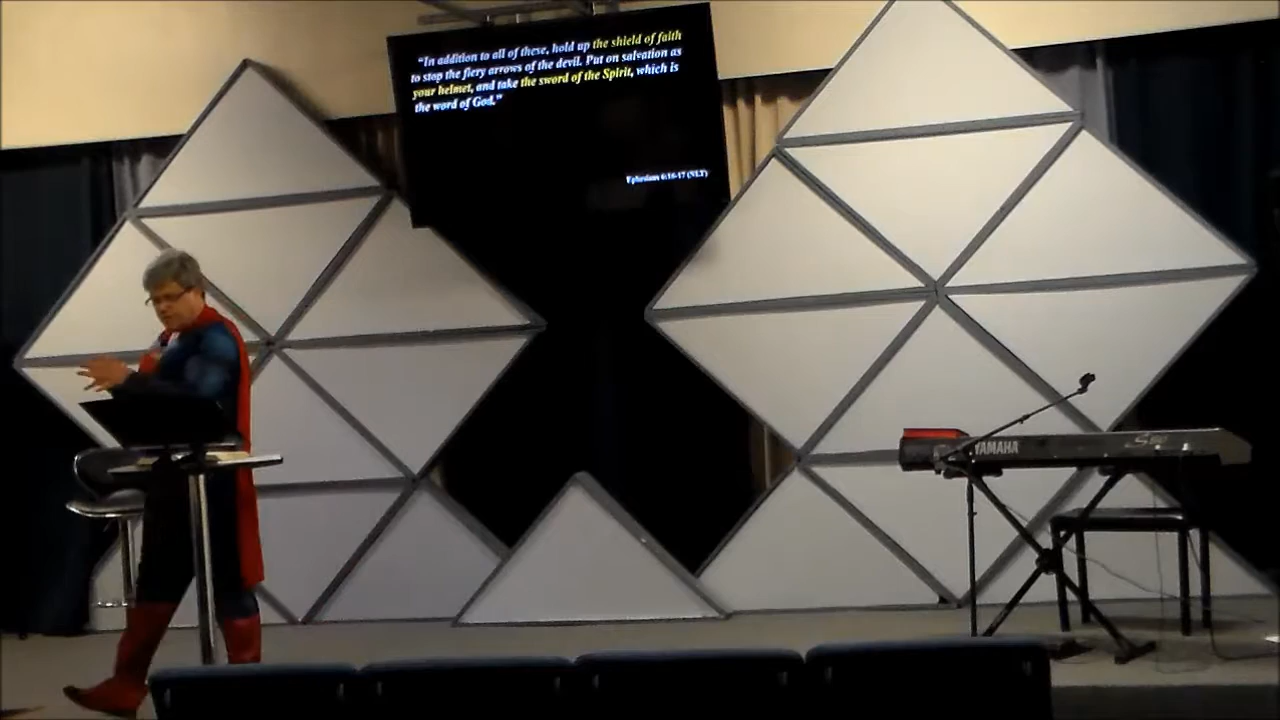 “In addition to all of these, hold up the shield of faith
to stop the fiery arrows of the devil. Put on salvation as
your helmet, and take the sword of the Spirit, which is
the word of God.”
Ephesians 6:16-17 (NLT)
YAMAHA